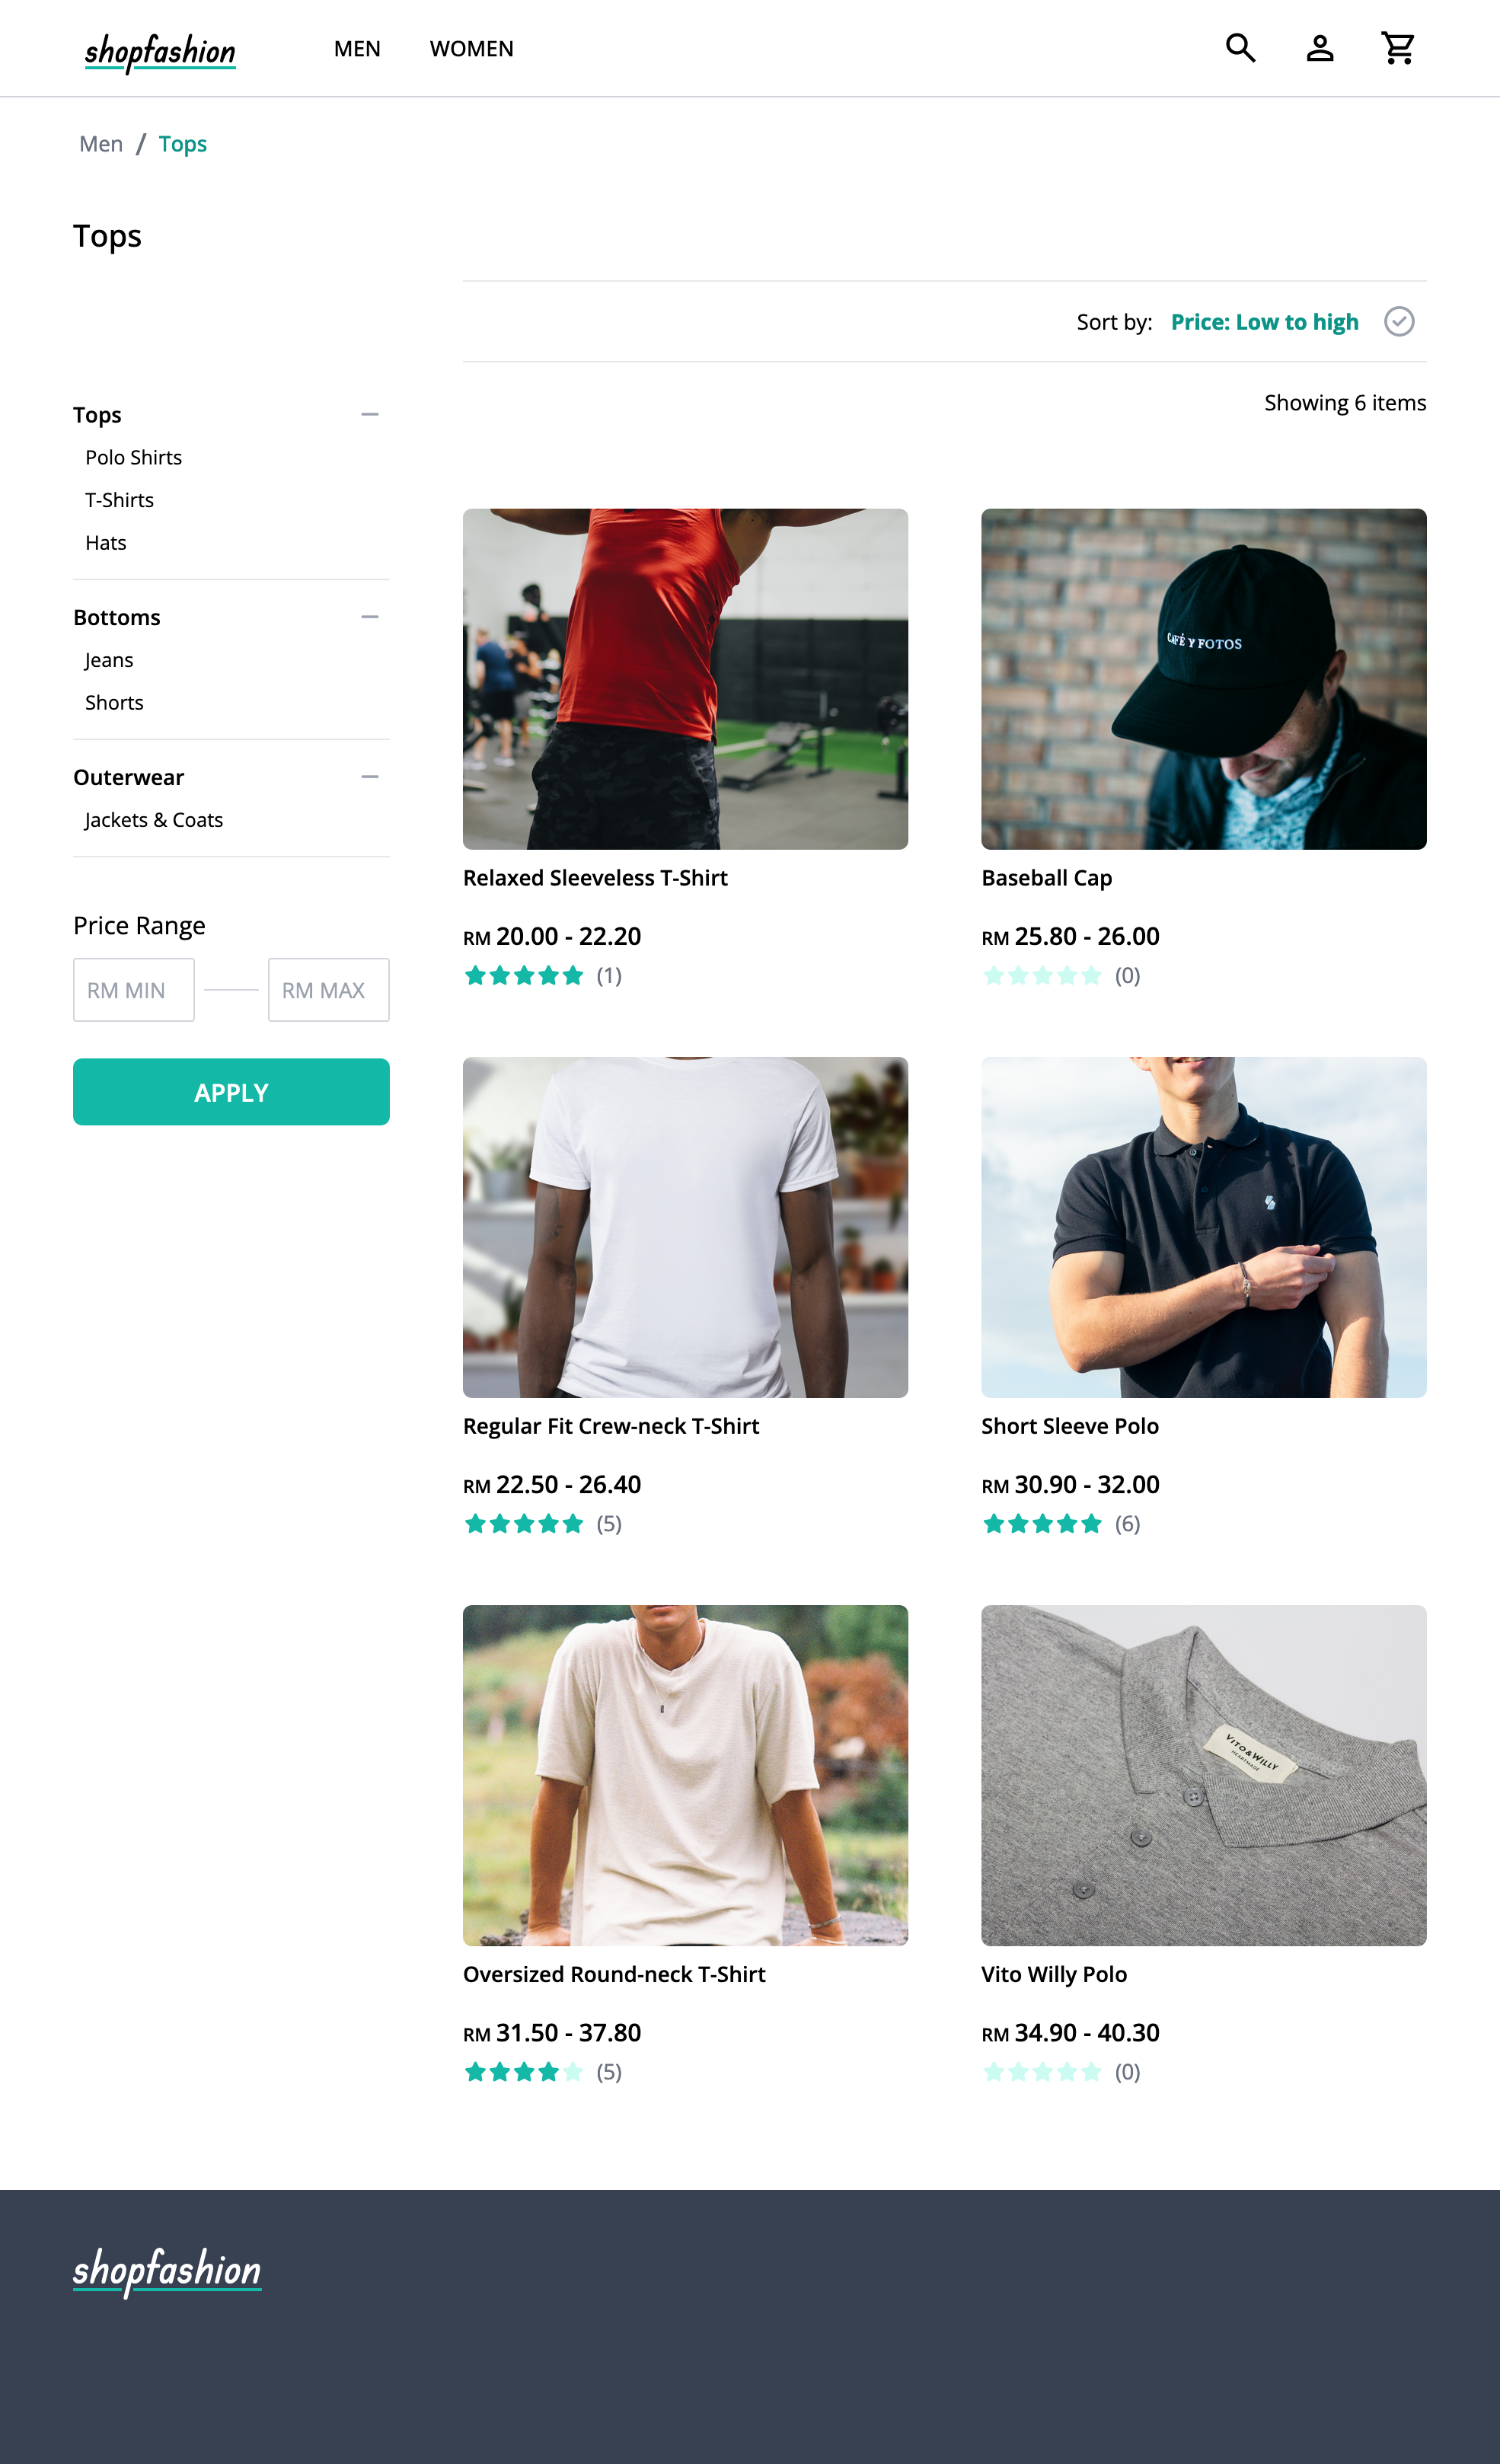 shopfashion
MEN
WOMEN
Men / Tops
Tops
Sort by: Price: Low to high
Showing 6 items
Tops
Polo Shirts
T-Shirts
Hats
Bottoms
Jeans
Shorts
Outerwear
Jackets & Coats
Price Range
RM MIN
RM MAX
APPLY
Relaxed Sleeveless T-Shirt
RM 20.00 - 22.20
(1)
CAFÉ Y FOTOS
Baseball Cap
RM 25.80 - 26.00
(0)
Regular Fit Crew-neck T-Shirt
RM 22.50 - 26.40
(5)
Short Sleeve Polo
RM 30.90 - 32.00
(6)
Oversized Round-neck T-Shirt
RM 31.50 - 37.80
(5)
VITO&WILLY
HEARTMADE
Vito Willy Polo
RM 34.90 - 40.30
(0)
shopfashion